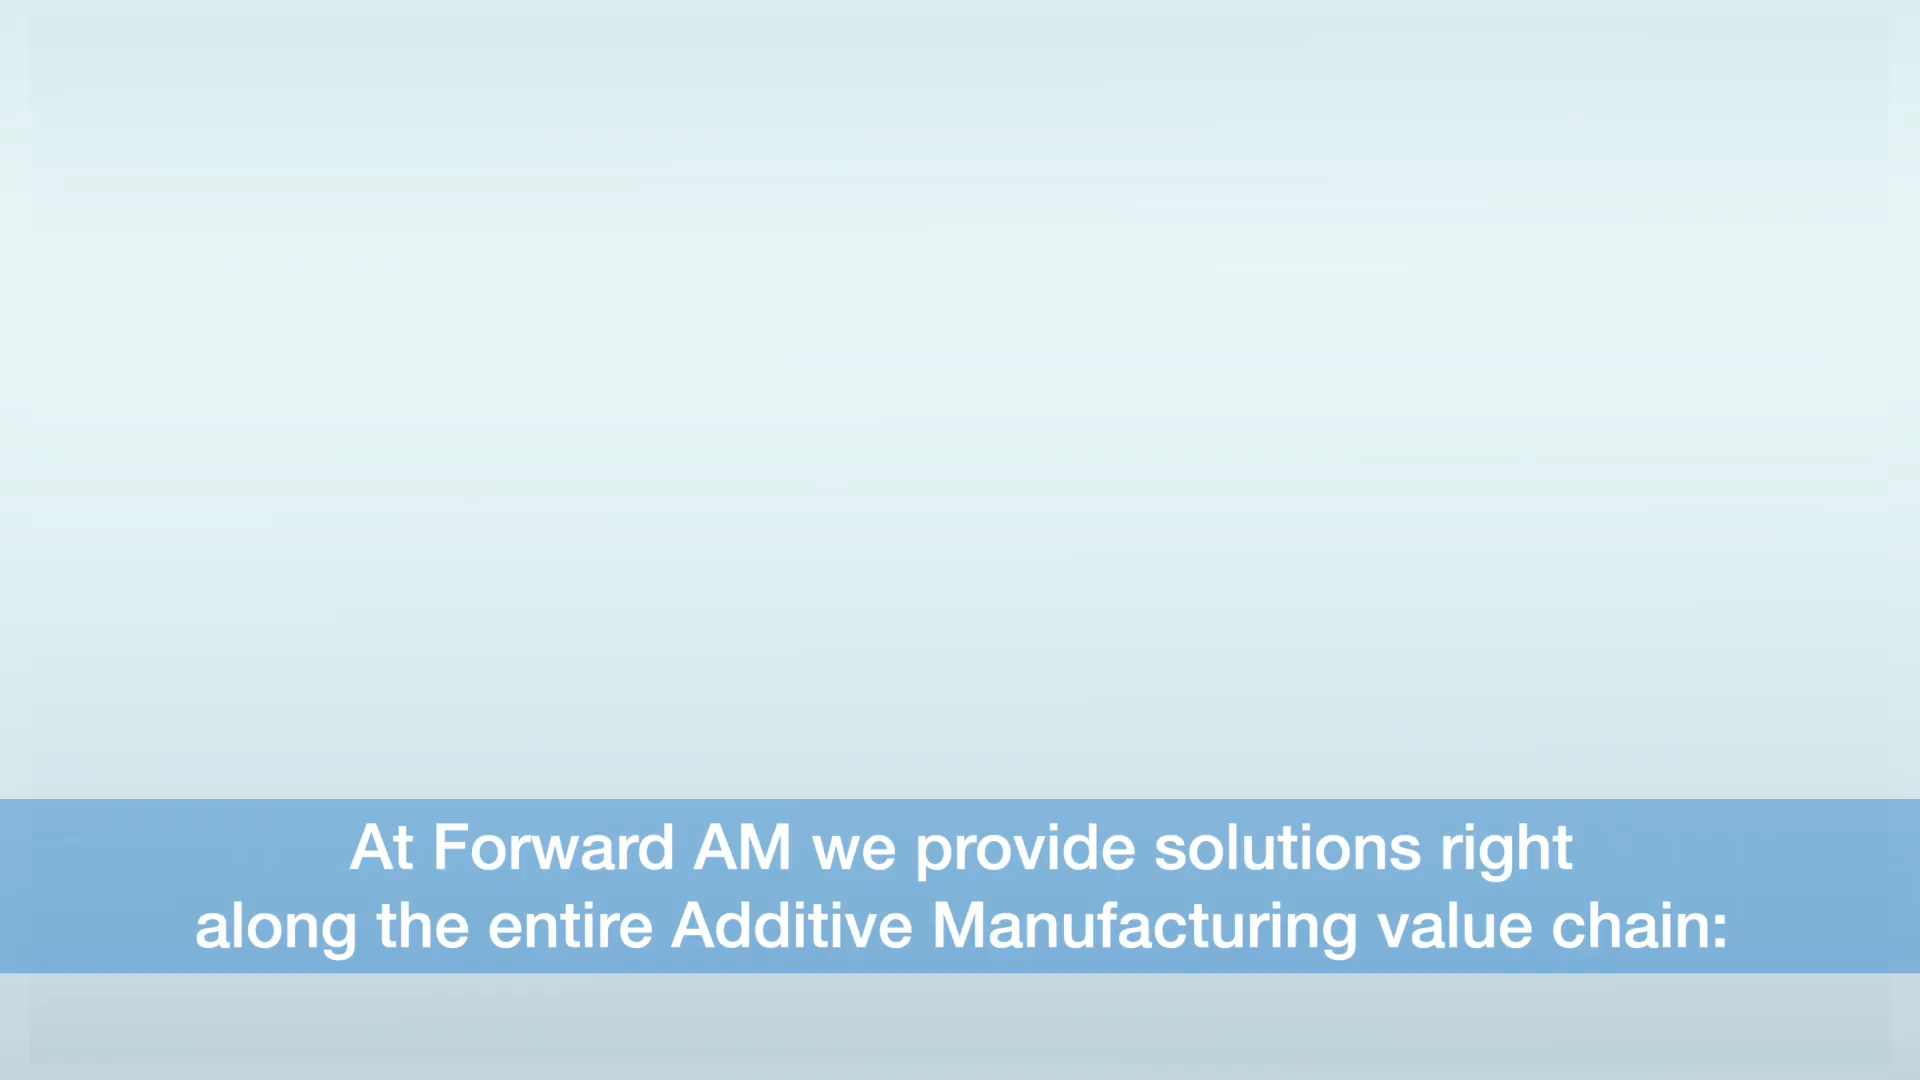 At Forward AM we provide solutions right
along the entire Additive Manufacturing value chain: